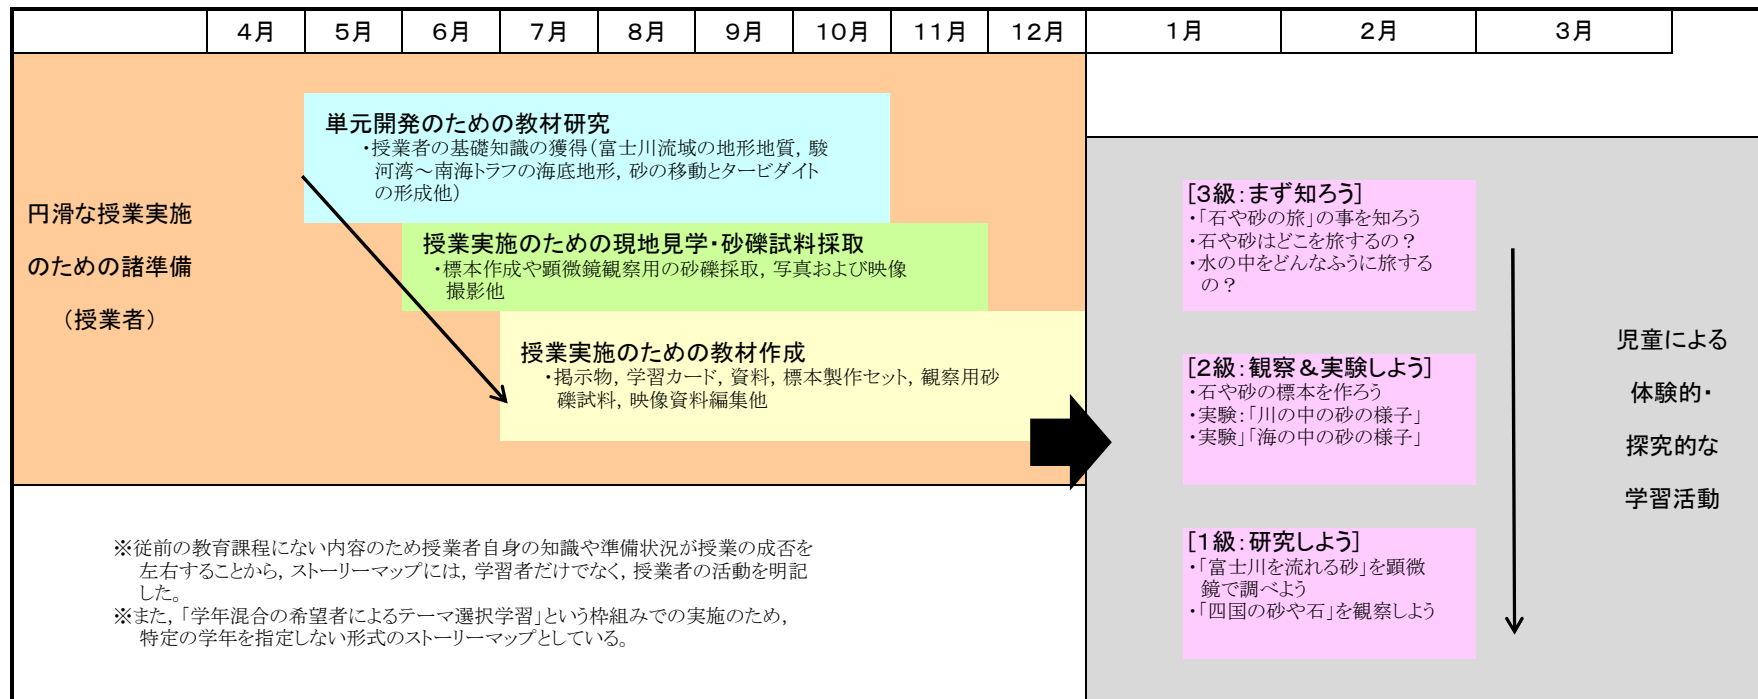 4月 5月 6月 7月 8月 9月 10月 11月 12月 1月 2月 3月
円滑な授業実施
のための諸準備
（授業者）
単元開発のための教材研究
・授業者の基礎知識の獲得（富士川流域の地形地質，駿
河湾～南海トラフの海底地形，砂の移動とタービダイト
の形成他）
授業実施のための現地見学・砂礫試料採取
・標本作成や顕微鏡観察用の砂礫採取，写真および映像
撮影他
授業実施のための教材作成
・掲示物，学習カード，資料，標本製作セット，観察用砂
礫試料，映像資料編集他
※従前の教育課程にない内容のため授業者自身の知識や準備状況が授業の成否を
左右することから，ストーリーマップには，学習者だけでなく，授業者の活動を明記
した。
※また，「学年混合の希望者によるテーマ選択学習」という枠組みでの実施のため，
特定の学年を指定しない形式のストーリーマップとしている。
[3級：まず知ろう]
・「石や砂の旅」の事を知ろう
・石や砂はどこを旅するの？
・水の中をどんなふうに旅する
の？
[2級：観察＆実験しよう]
・石や砂の標本を作ろう
・実験：「川の中の砂の様子」
・実験」「海の中の砂の様子」
[1級：研究しよう]
・「富士川を流れる砂」を顕微
鏡で調べよう
・「四国の砂や石」を観察しよう
児童による
体験的・
探究的な
学習活動